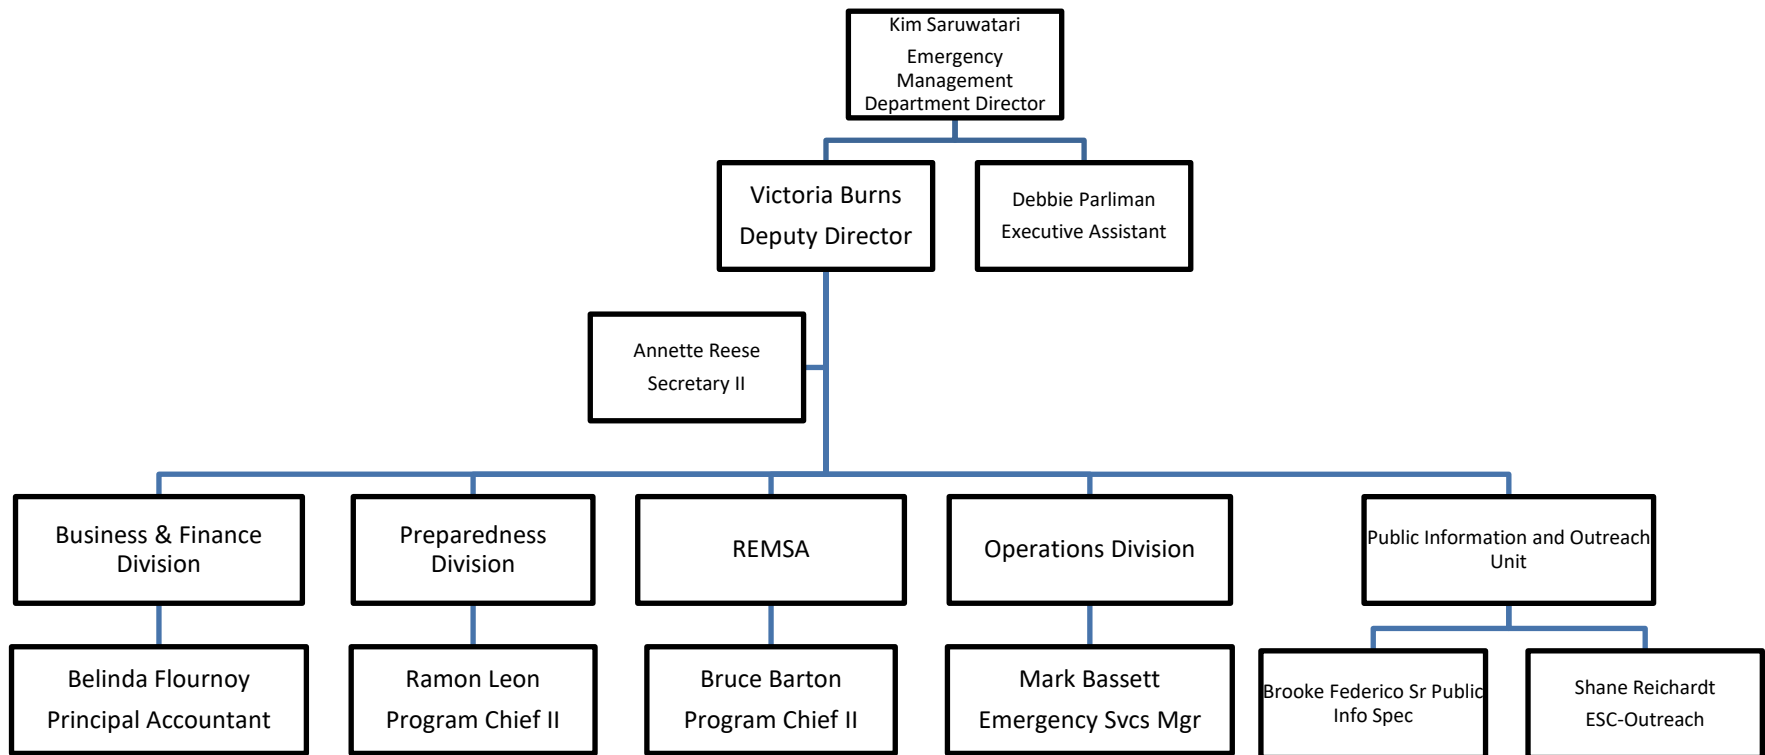 Kim Saruwatari
Emergency
Management
Department Director
Victoria Burns
Deputy Director
Debbie Parliman
Executive Assistant
Annette Reese
Secretary II
Business & Finance
Division
Preparedness
Division
REMSA
Operations Division
Public Information and Outreach
Unit
Belinda Flournoy
Principal Accountant
Ramon Leon
Program Chief II
Bruce Barton
Program Chief II
Mark Bassett
Emergency Svcs Mgr
Brooke Federico Sr Public
Info Spec
Shane Reichardt
ESC-Outreach